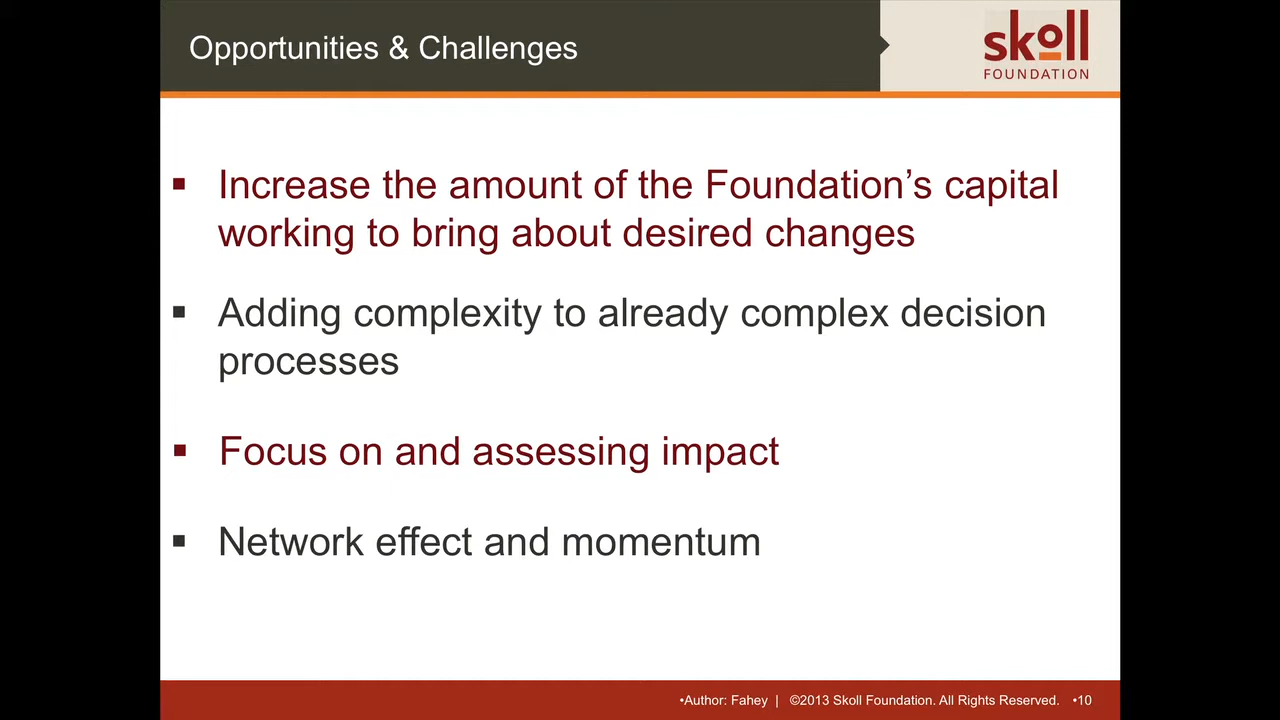 Opportunities & Challenges
skoll
FOUNDATION
▪ Increase the amount of the Foundation’s capital
working to bring about desired changes
▪ Adding complexity to already complex decision
processes
▪ Focus on and assessing impact
▪ Network effect and momentum
•Author: Fahey | ©2013 Skoll Foundation. All Rights Reserved. •10